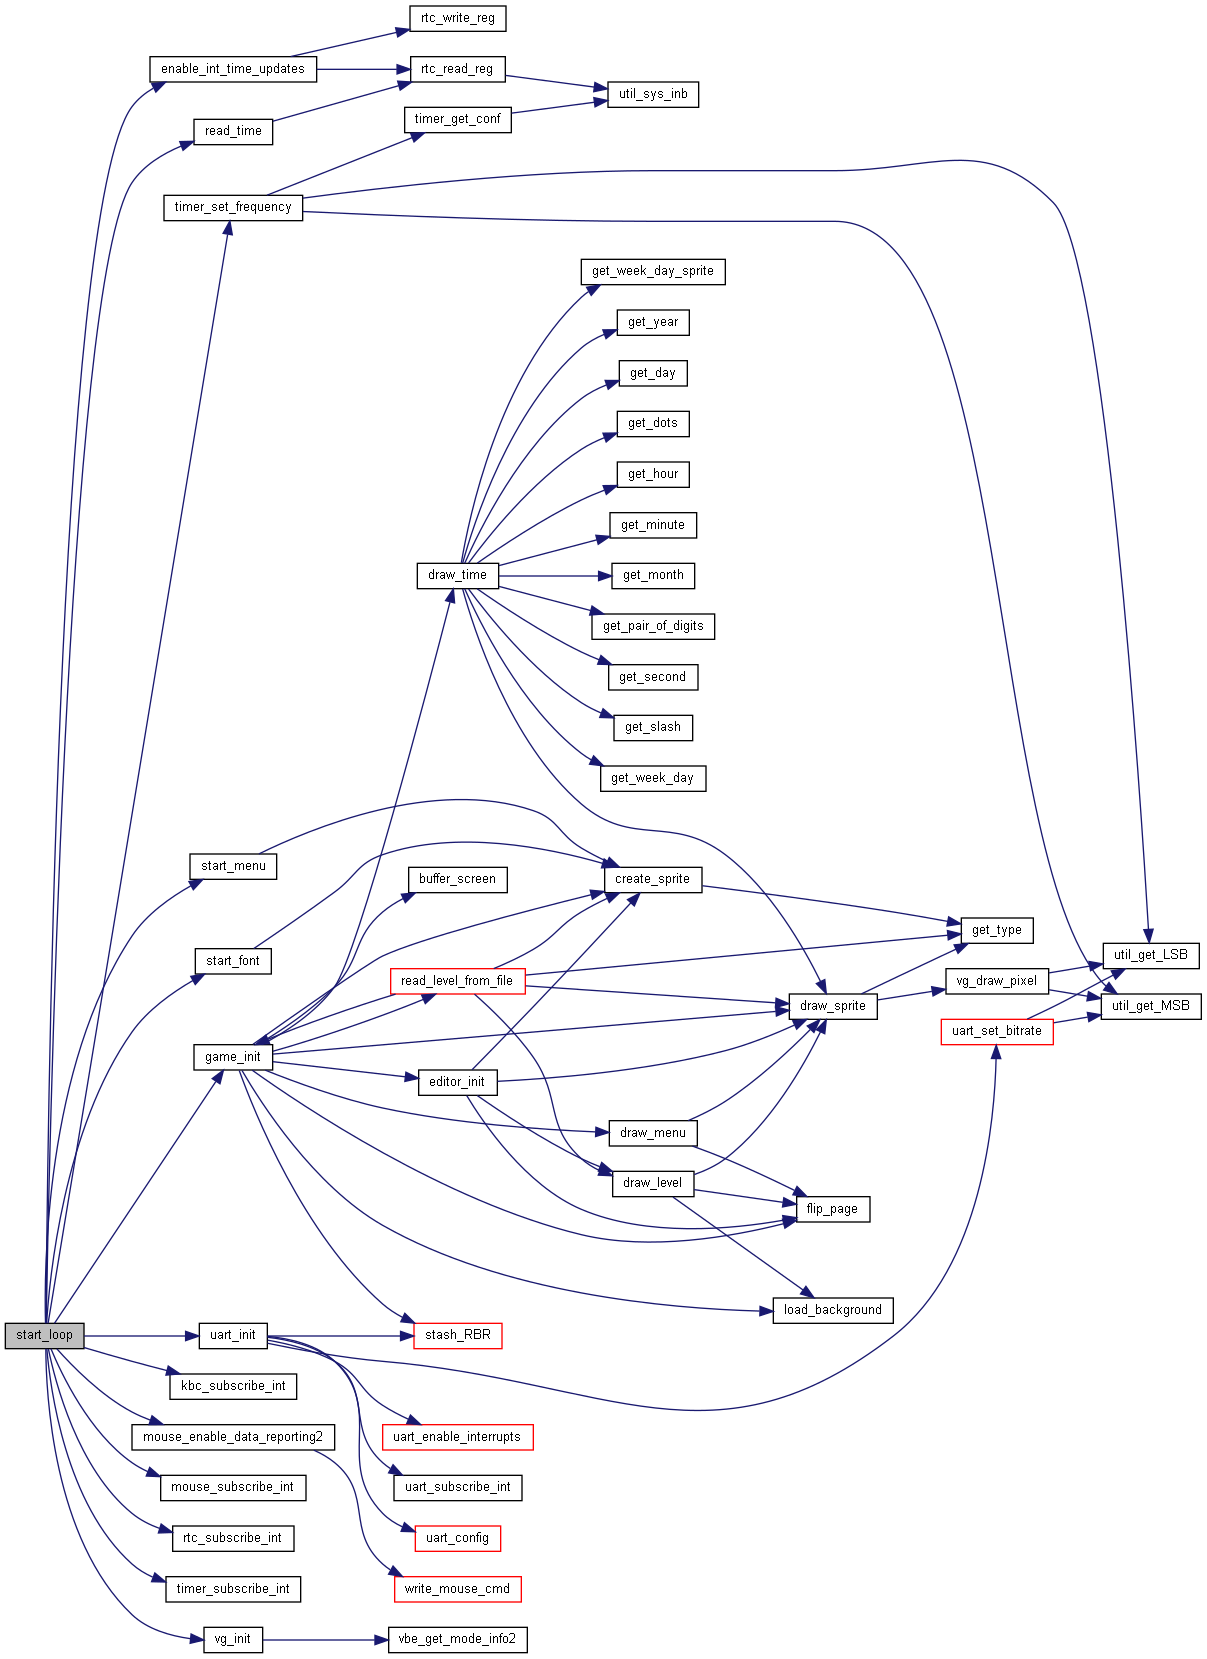 rtc_write_reg
enable_int_time_updates
rtc_read_reg
util_sys_inb
timer_get_conf
read_time
timer_set_frequency
get_week_day_sprite
get_year
get_day
get_dots
get_hour
get_minute
draw_time
get_month
get_pair_of_digits
get_second
get_slash
get_week_day
start_menu
buffer_screen
create_sprite
get_type
start_font
util_get_LSB
read_level_from_file
vg_draw_pixel
draw_sprite
util_get_MSB
uart_set_bitrate
game_init
editor_init
draw_menu
draw_level
flip_page
load_background
start_loop
uart_init
stash_RBR
kbc_subscribe_int
mouse_enable_data_reporting2
uart_enable_interrupts
mouse_subscribe_int
uart_subscribe_int
rtc_subscribe_int
uart_config
timer_subscribe_int
write_mouse_cmd
vg_init
vbe_get_mode_info2